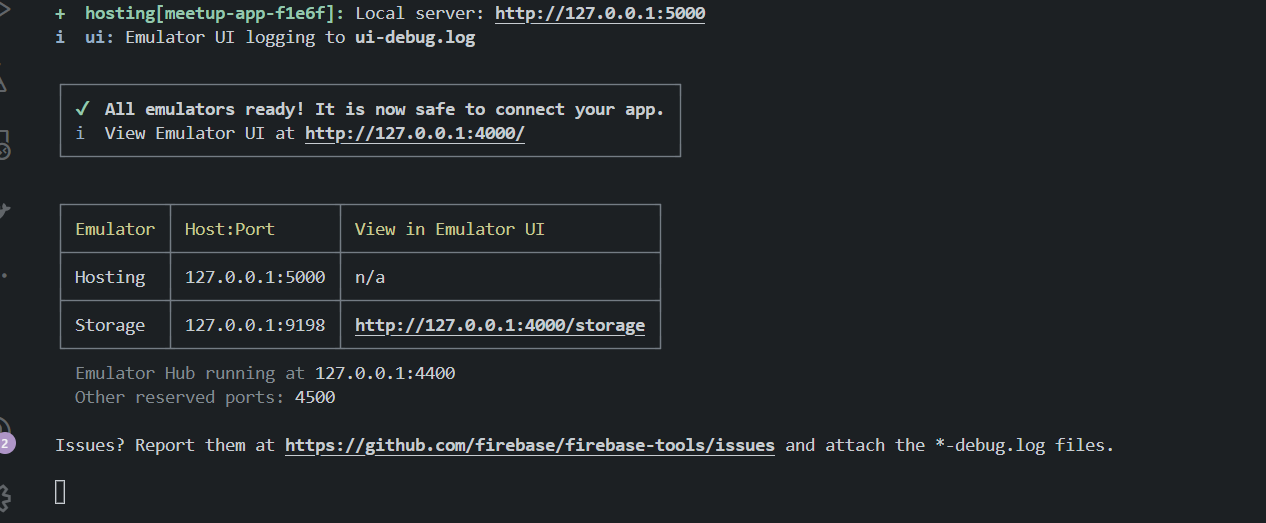 +  hosting[meetup-app-f1e6f]: Local server: http://127.0.0.1:5000
i  ui: Emulator UI logging to ui-debug.log
✓  All emulators ready! It is now safe to connect your app.
i  View Emulator UI at http://127.0.0.1:4000/
Emulator Host:Port View in Emulator UI
Hosting 127.0.0.1:5000 n/a
Storage 127.0.0.1:9198 http://127.0.0.1:4000/storage
Emulator Hub running at 127.0.0.1:4400
Other reserved ports: 4500
2
Issues? Report them at https://github.com/firebase/firebase-tools/issues and attach the *-debug.log files.